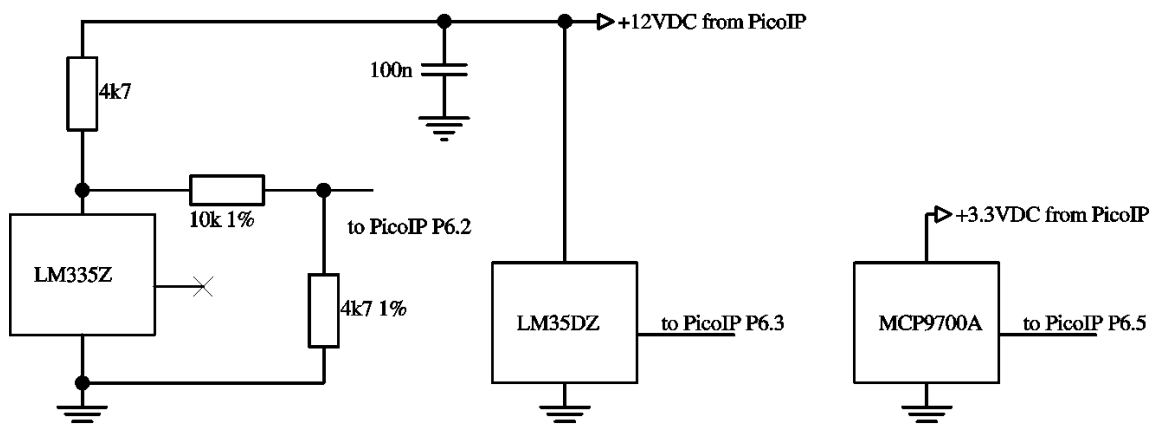 +12VDC from PicoIP
100n
4k7
10k 1%
to PicoIP P6.2
+3.3VDC from PicoIP
LM335Z
4k7 1%
LM35DZ
to PicoIP P6.3
MCP9700A
to PicoIP P6.5